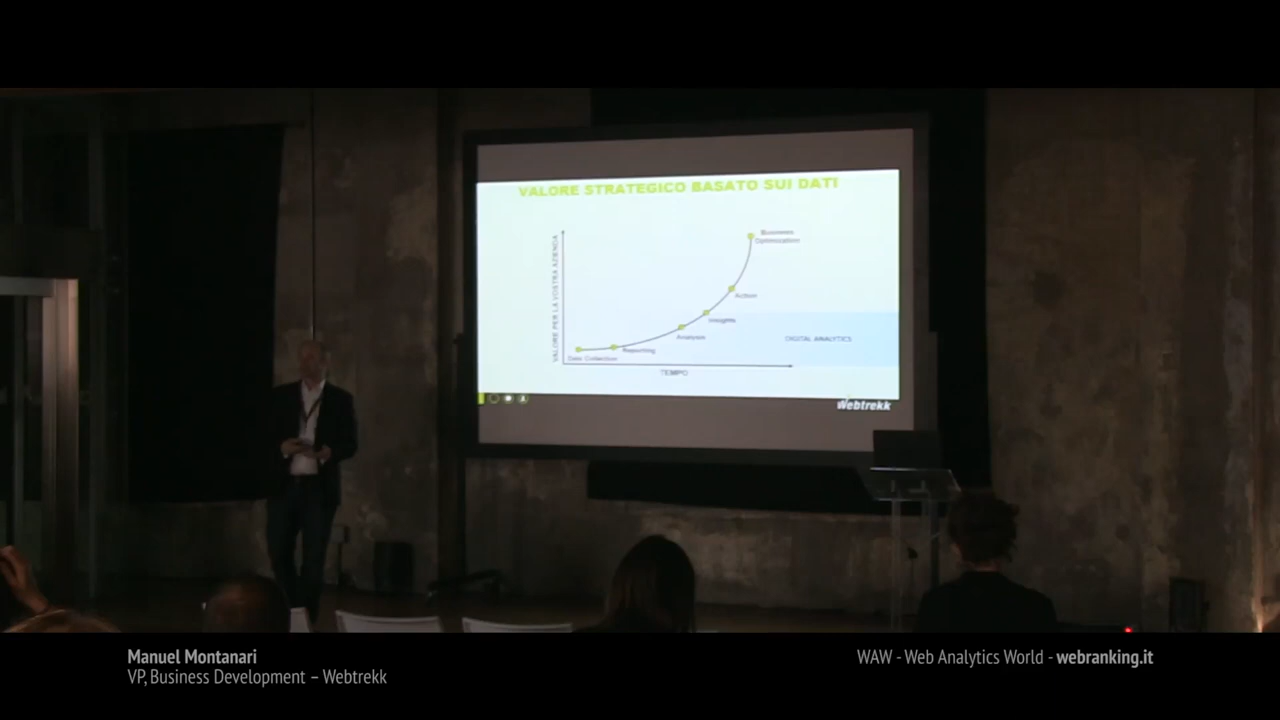 VALORE STRATEGICO BASATO SUI DATI
VALORE PER LA VOSTRA AZIENDA
Business
Optimization
Action
Insights
Analysis
Reporting
Data Collection
DIGITAL ANALYTICS
TEMPO
Webtrekk
Manuel Montanari
VP, Business Development – Webtrekk
WAW - Web Analytics World - webranking.it